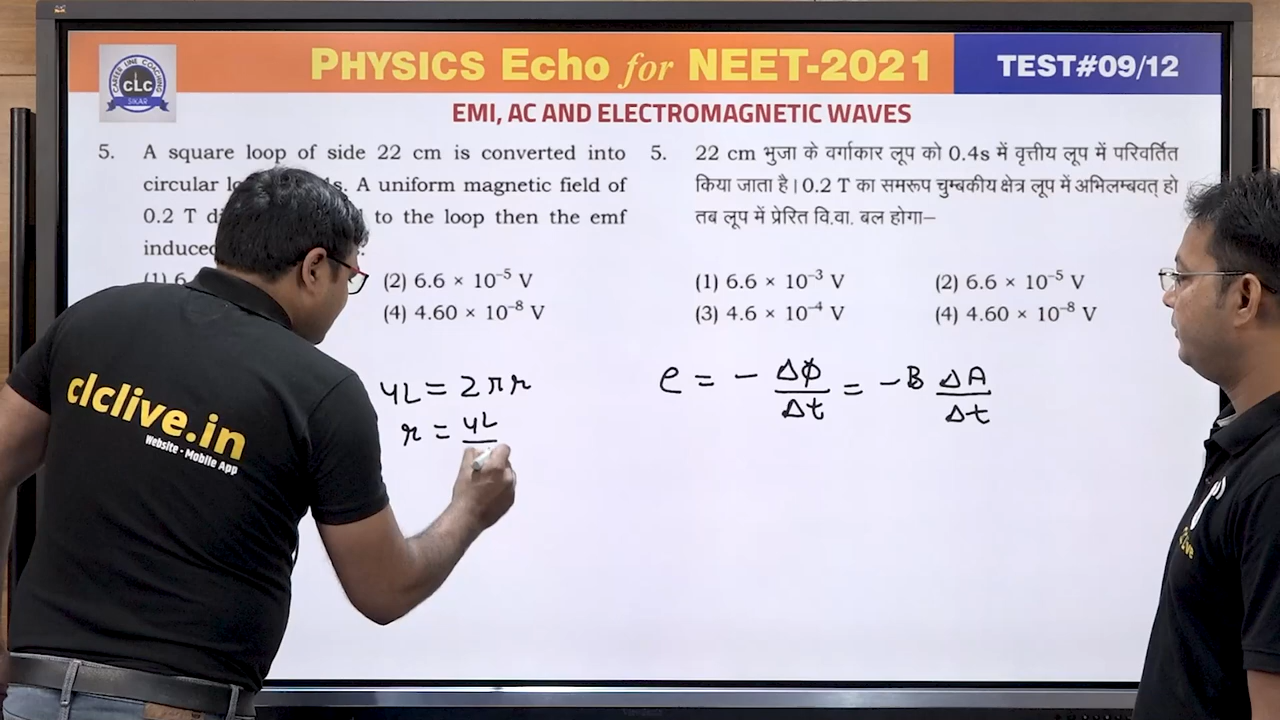 PHYSICS Echo for NEET-2021
TEST#09/12
CAREER LINE COACHING
CLC
SIKAR
EMI, AC AND ELECTROMAGNETIC WAVES
5. A square loop of side 22 cm is converted into
circular s. A uniform magnetic field of
0.2 T to the loop then the emf
induced :
(1) 6. (2) 6.6 × 10⁻⁵ V
(4) 4.60 × 10⁻⁸ V
5. 22 cm भुजा के वर्गाकार लूप को 0.4s में वृत्तीय लूप में परिवर्तित
किया जाता है। 0.2 T का समरूप चुम्बकीय क्षेत्र लूप में अभिलम्बवत् हो
तब लूप में प्रेरित वि.वा. बल होगा–
(1) 6.6 × 10⁻³ V (2) 6.6 × 10⁻⁵ V
(3) 4.6 × 10⁻⁴ V (4) 4.60 × 10⁻⁸ V
4L = 2πr
r = 4L
e = - Δϕ/Δt = -B ΔA/Δt
clclive.in
Website - Mobile App